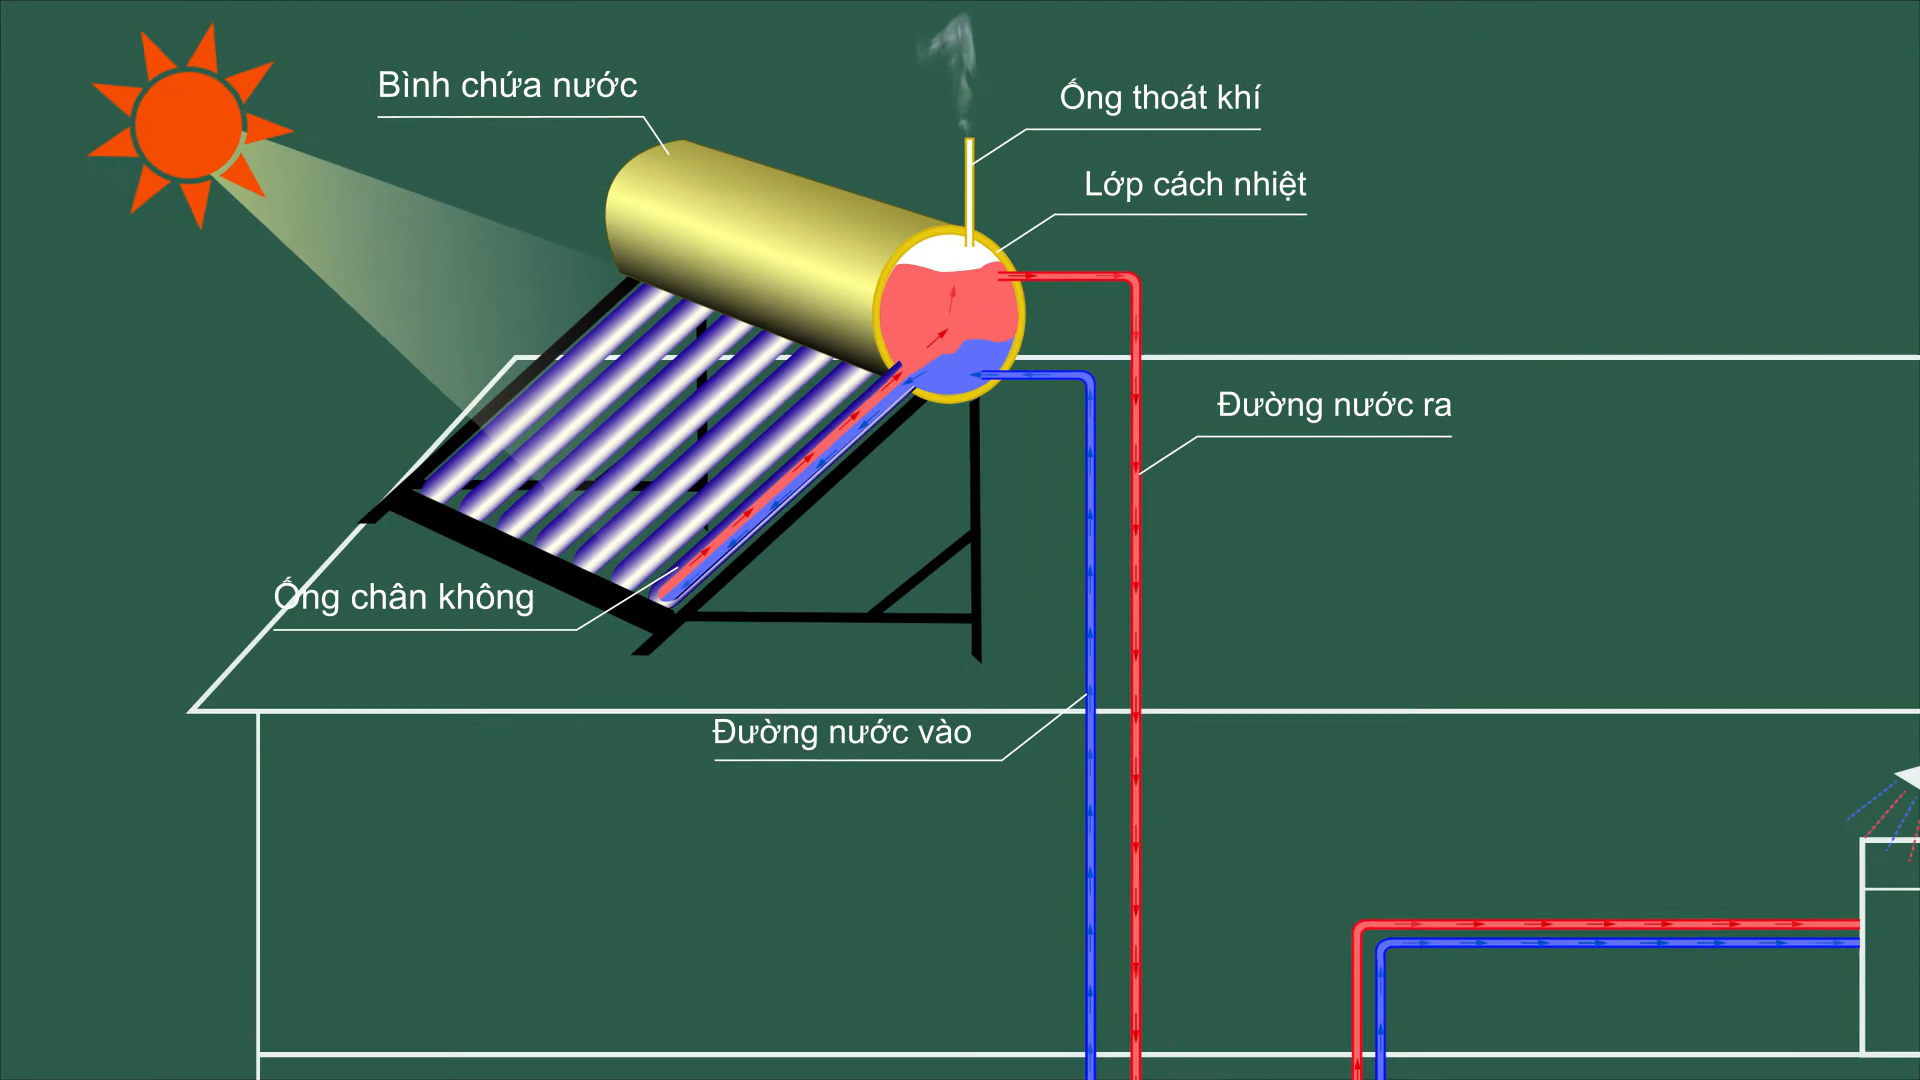 Bình chứa nước
Ống thoát khí
Lớp cách nhiệt
Đường nước ra
Ống chân không
Đường nước vào